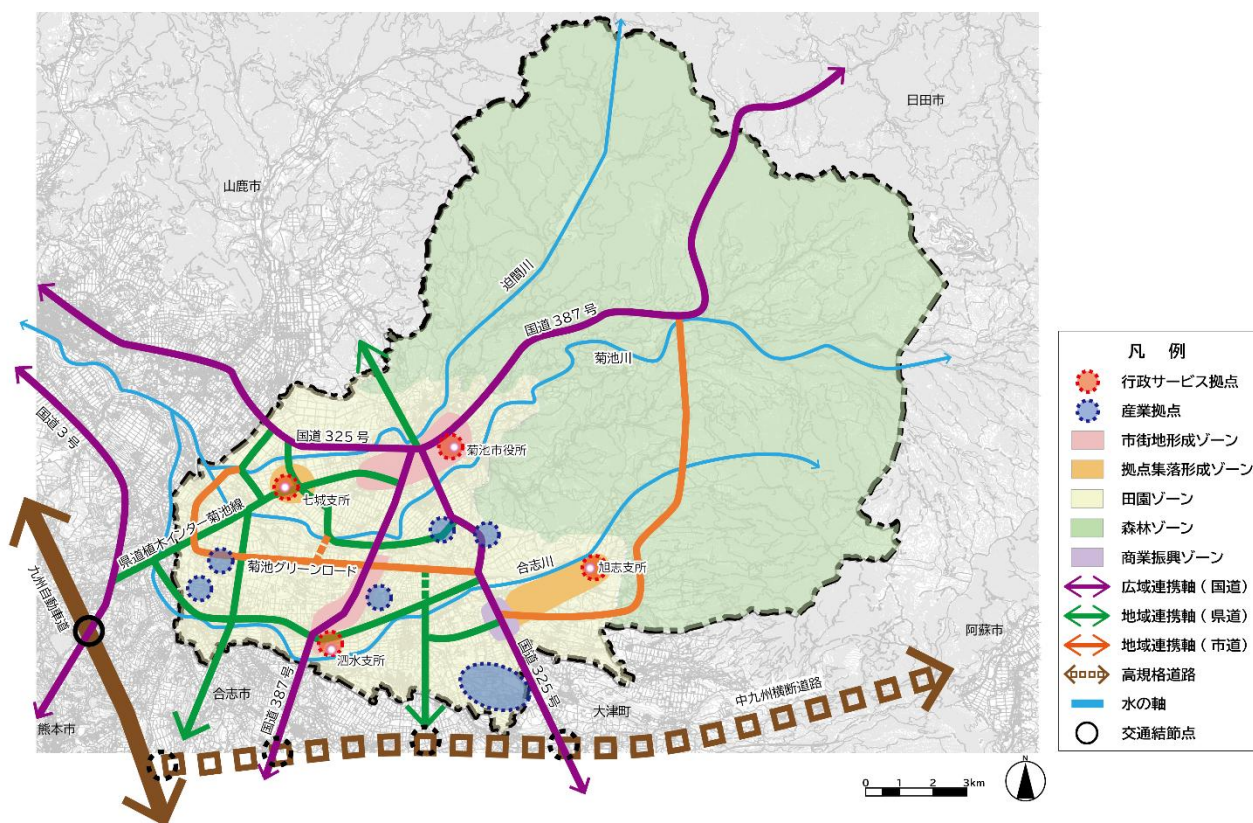 日田市
山鹿市
迫間川
国道387号
菊池川
国道3号
国道325号
菊池市役所
七城支所
県道植木インター菊池線
九州自動車道
菊池グリーンロード
合志川
旭志支所
泗水支所
国道387号
国道325号
阿蘇市
合志市
大津町
中九州横断道路
熊本市
0 1 2 3km
N
凡 例
行政サービス拠点
産業拠点
市街地形成ゾーン
拠点集落形成ゾーン
田園ゾーン
森林ゾーン
商業振興ゾーン
広域連携軸(国道)
地域連携軸(県道)
地域連携軸(市道)
高規格道路
水の軸
交通結節点